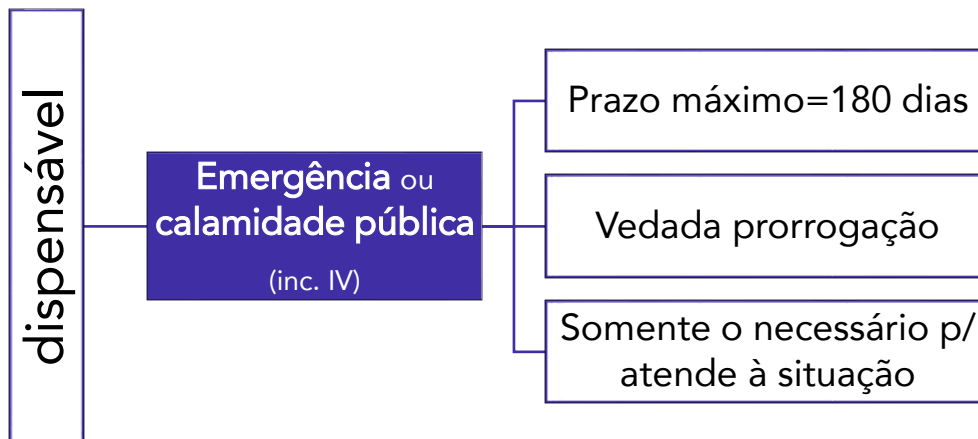 dispensável
Emergência ou
calamidade pública
(inc. IV)
Prazo máximo=180 dias
Vedada prorrogação
Somente o necessário p/
atende à situação